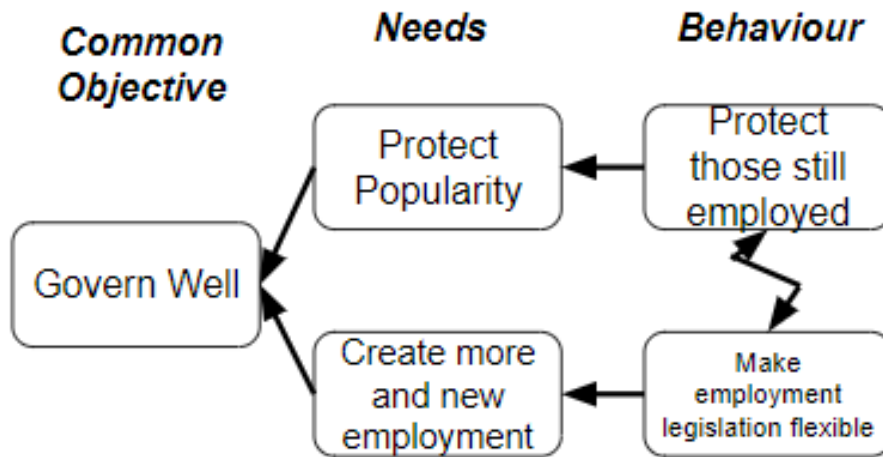 Common
Objective
Needs
Behaviour
Govern Well
Protect
Popularity
Protect
those still
employed
Create more
and new
employment
Make
employment
legislation flexible